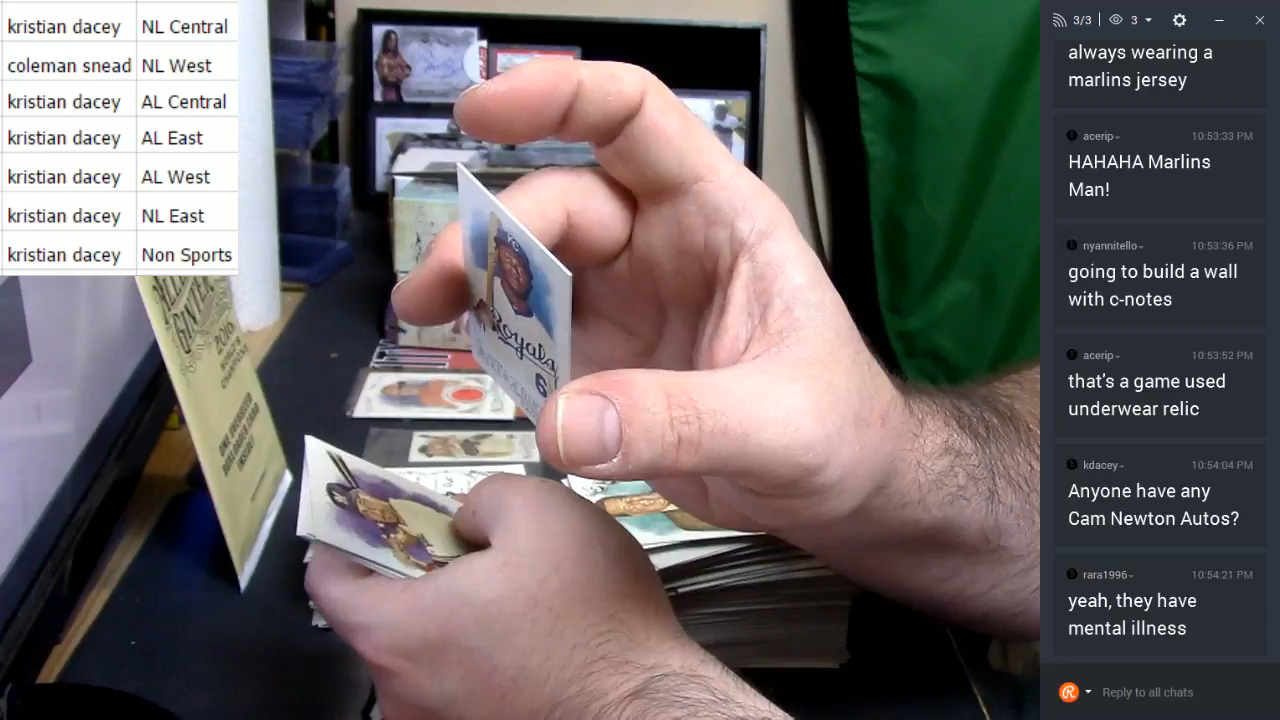 kristian dacey NL Central
coleman snead NL West
kristian dacey AL Central
kristian dacey AL East
kristian dacey AL West
kristian dacey NL East
kristian dacey Non Sports
GINTER
2016
KC
Royals
6
3/3 3
always wearing a
marlins jersey
acerip 10:53:33 PM
HAHAHA Marlins
Man!
nyannitello 10:53:36 PM
going to build a wall
with c-notes
acerip 10:53:52 PM
that's a game used
underwear relic
kdacey 10:54:04 PM
Anyone have any
Cam Newton Autos?
rara1996 10:54:21 PM
yeah, they have
mental illness
Reply to all chats